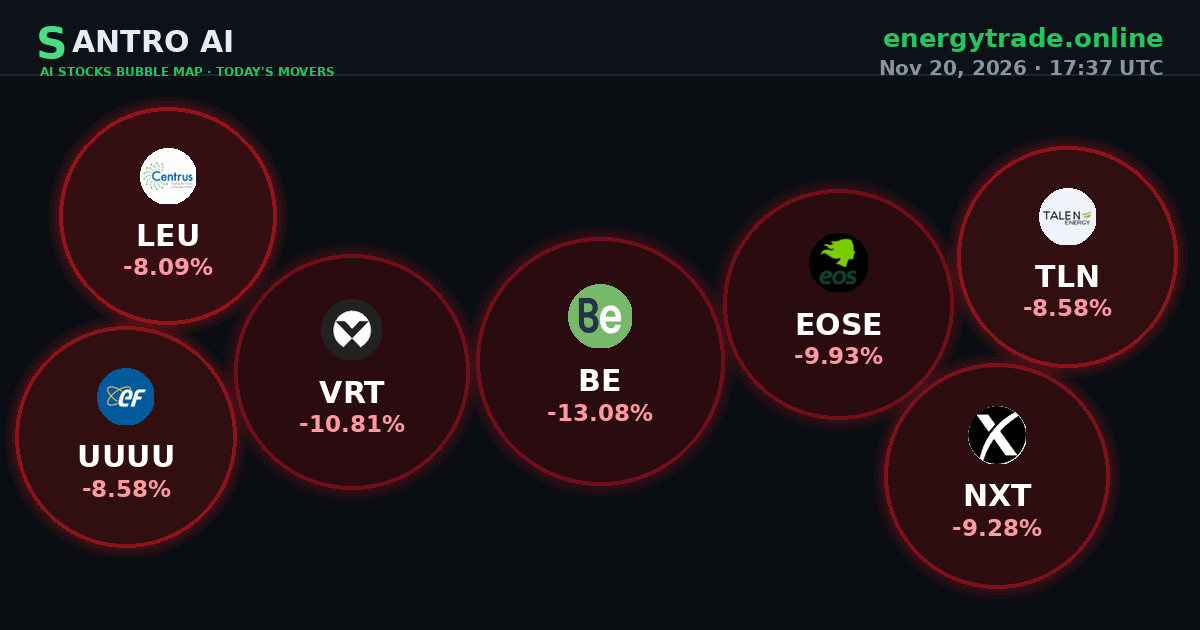 SANTRO AI
AI STOCKS BUBBLE MAP · TODAY'S MOVERS
energytrade.online
Nov 20, 2026 · 17:37 UTC
Centrus
LEU
-8.09%
ef
UUUU
-8.58%
VRT
-10.81%
Be
BE
-13.08%
eos
EOSE
-9.93%
TALEN
ENERGY
TLN
-8.58%
X
NXT
-9.28%